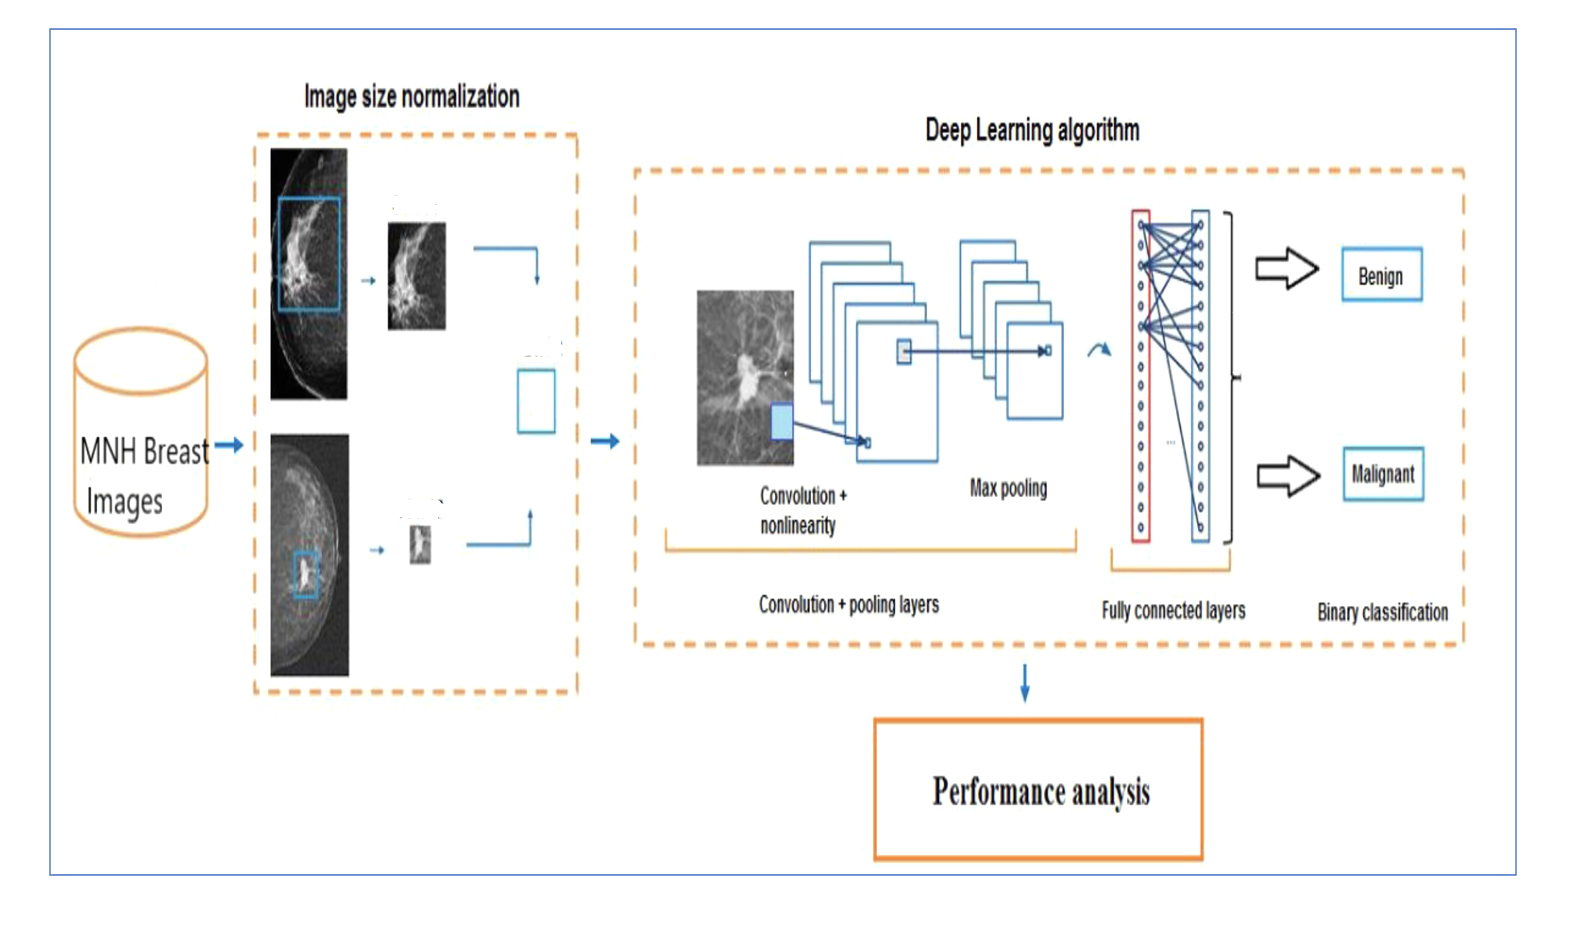 Image size normalization
Deep Learning algorithm
MNH Breast
Images
Convolution +
nonlinearity
Max pooling
Convolution + pooling layers
...
Fully connected layers
Benign
Malignant
Binary classification
Performance analysis